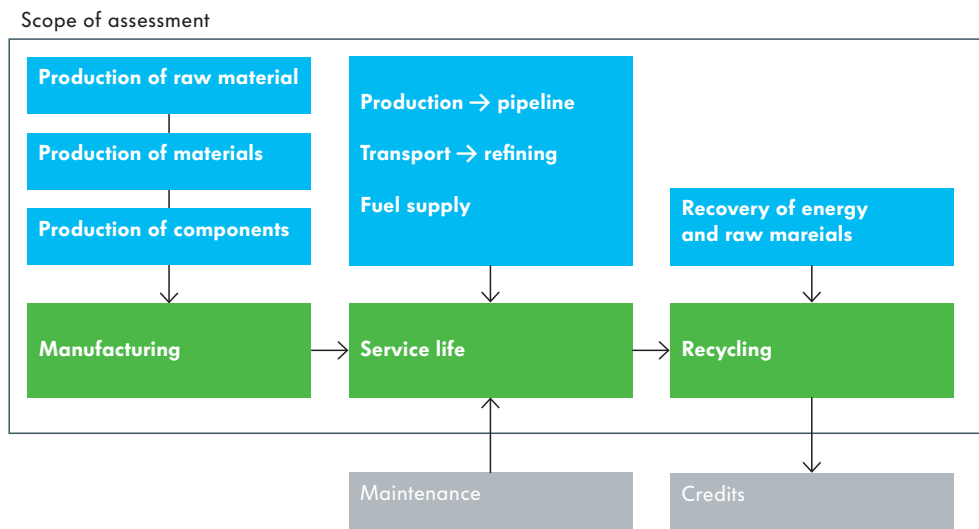 Scope of assessment
Production of raw material
Production of materials
Production of components
Manufacturing
Production → pipeline
Transport → refining
Fuel supply
Service life
Maintenance
Recovery of energy
and raw mareials
Recycling
Credits